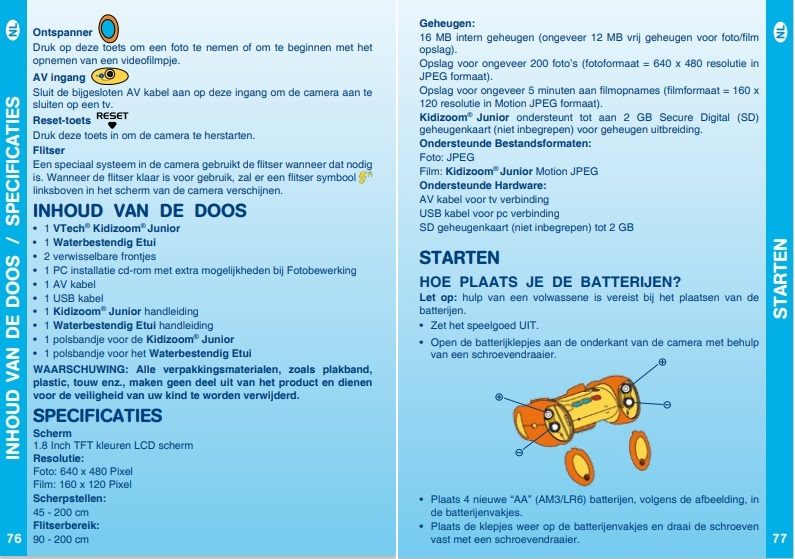 NL
INHOUD VAN DE DOOS / SPECIFICATIES
76
Ontspanner
Druk op deze toets om een foto te nemen of om te beginnen met het
opnemen van een videofilmpje.
AV ingang
Sluit de bijgesloten AV kabel aan op deze ingang om de camera aan te
sluiten op een tv.
Reset-toets RESET
Druk deze toets in om de camera te herstarten.
Flitser
Een speciaal systeem in de camera gebruikt de flitser wanneer dat nodig
is. Wanneer de flitser klaar is voor gebruik, zal er een flitser symbool
linksboven in het scherm van de camera verschijnen.
INHOUD VAN DE DOOS
• 1 VTech® Kidizoom® Junior
• 1 Waterbestendig Etui
• 2 verwisselbare frontjes
• 1 PC installatie cd-rom met extra mogelijkheden bij Fotobewerking
• 1 AV kabel
• 1 USB kabel
• 1 Kidizoom® Junior handleiding
• 1 Waterbestendig Etui handleiding
• 1 polsbandje voor de Kidizoom® Junior
• 1 polsbandje voor het Waterbestendig Etui
WAARSCHUWING: Alle verpakkingsmaterialen, zoals plakband,
plastic, touw enz., maken geen deel uit van het product en dienen
voor de veiligheid van uw kind te worden verwijderd.
SPECIFICATIES
Scherm
1.8 Inch TFT kleuren LCD scherm
Resolutie:
Foto: 640 x 480 Pixel
Film: 160 x 120 Pixel
Scherpstellen:
45 - 200 cm
Flitserbereik:
90 - 200 cm
Geheugen:
16 MB intern geheugen (ongeveer 12 MB vrij geheugen voor foto/film
opslag).
Opslag voor ongeveer 200 foto's (fotoformaat = 640 x 480 resolutie in
JPEG formaat).
Opslag voor ongeveer 5 minuten aan filmopnames (filmformaat = 160 x
120 resolutie in Motion JPEG formaat).
Kidizoom® Junior ondersteunt tot aan 2 GB Secure Digital (SD)
geheugenkaart (niet inbegrepen) voor geheugen uitbreiding.
Ondersteunde Bestandsformaten:
Foto: JPEG
Film: Kidizoom® Junior Motion JPEG
Ondersteunde Hardware:
AV kabel voor tv verbinding
USB kabel voor pc verbinding
SD geheugenkaart (niet inbegrepen) tot 2 GB
STARTEN
HOE PLAATS JE DE BATTERIJEN?
Let op: hulp van een volwassene is vereist bij het plaatsen van de
batterijen.
• Zet het speelgoed UIT.
• Open de batterijklepjes aan de onderkant van de camera met behulp
van een schroevendraaier.
• Plaats 4 nieuwe “AA” (AM3/LR6) batterijen, volgens de afbeelding, in
de batterijenvakjes.
• Plaats de klepjes weer op de batterijenvakjes en draai de schroeven
vast met een schroevendraaier.
NL
STARTEN
77